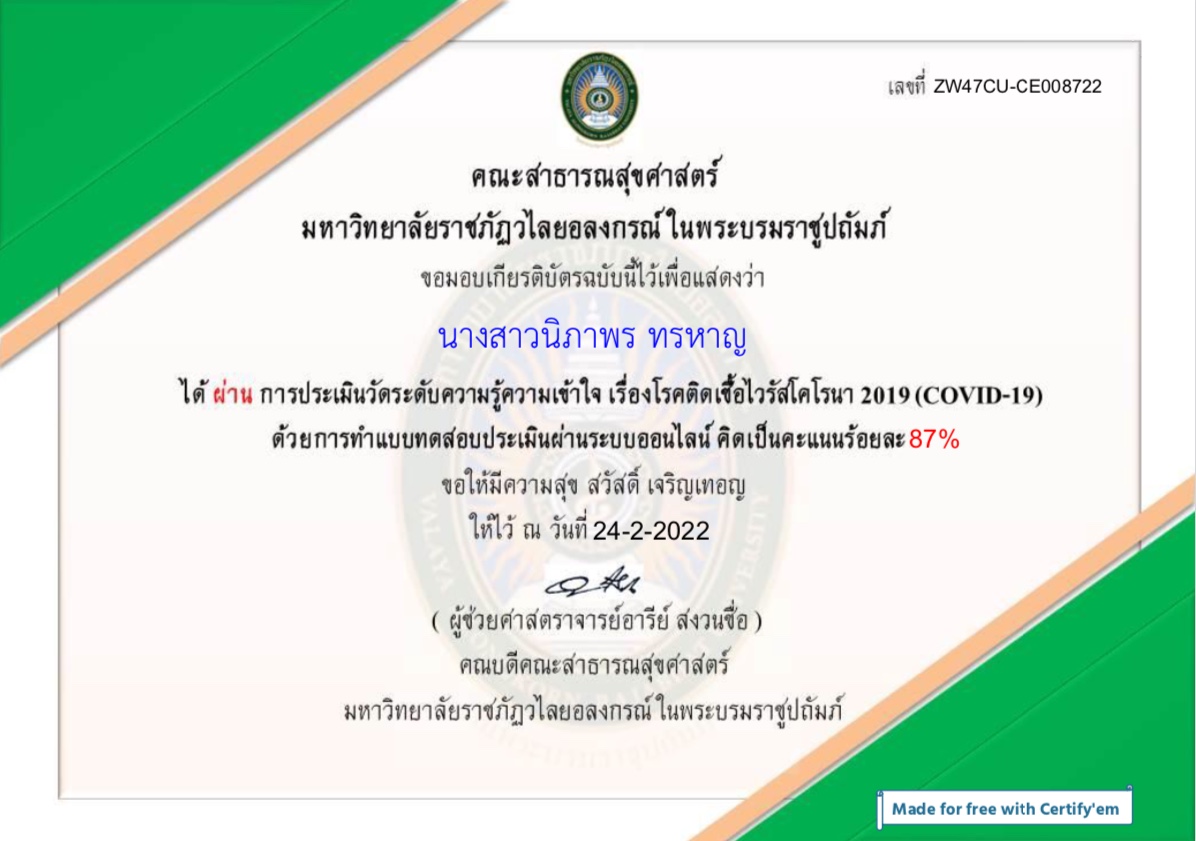 เลขที่ ZW47CU-CE008722
คณะสาธารณสุขศาสตร์
มหาวิทยาลัยราชภัฏวไลยอลงกรณ์ ในพระบรมราชูปถัมภ์
ขอมอบเกียรติบัตรฉบับนี้ไว้เพื่อแสดงว่า
นางสาวนิภาพร ทรหาญ
ได้ ผ่าน การประเมินวัดระดับความรู้ความเข้าใจ เรื่องโรคติดเชื้อไวรัสโคโรนา 2019 (COVID-19)
ด้วยการทำแบบทดสอบประเมินผ่านระบบออนไลน์ คิดเป็นคะแนนร้อยละ 87%
ขอให้มีความสุข สวัสดิ์ เจริญเทอญ
ให้ไว้ ณ วันที่ 24-2-2022
( ผู้ช่วยศาสตราจารย์อารีย์ สงวนชื่อ )
คณบดีคณะสาธารณสุขศาสตร์
มหาวิทยาลัยราชภัฏวไลยอลงกรณ์ ในพระบรมราชูปถัมภ์
Made for free with Certify'em